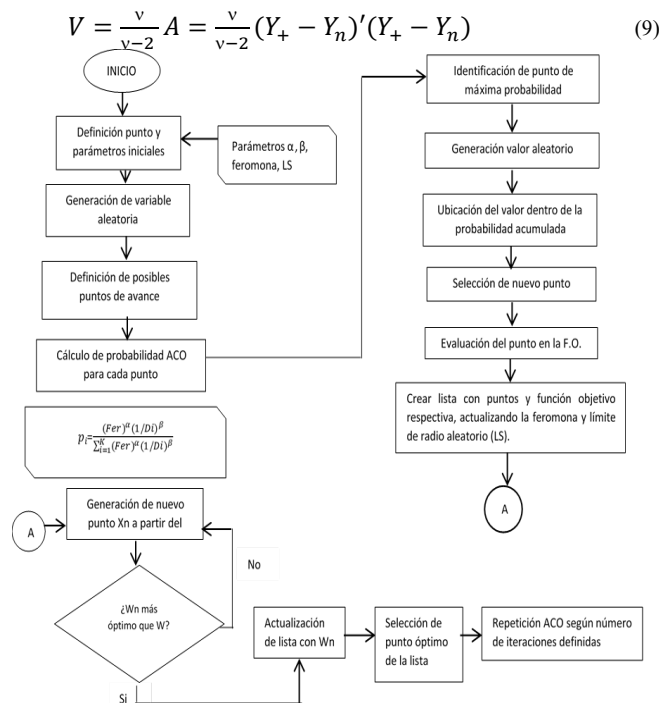 V = ν/(ν−2) A = ν/(ν−2) (Y₊ − Yₙ)′(Y₊ − Yₙ) (9)
INICIO
Definición punto y
parámetros iniciales
Parámetros α, β,
feromona, LS
Generación de variable
aleatoria
Definición de posibles
puntos de avance
Cálculo de probabilidad ACO
para cada punto
pᵢ= (Fer)^α (1/Di)^β / ∑_{i=1}^{K} (Fer)^α (1/Di)^β
Identificación de punto de
máxima probabilidad
Generación valor aleatorio
Ubicación del valor dentro de la
probabilidad acumulada
Selección de nuevo punto
Evaluación del punto en la F.O.
Crear lista con puntos y función objetivo
respectiva, actualizando la feromona y límite
de radio aleatorio (LS).
A
A
Generación de nuevo
punto Xn a partir del
No
¿Wn más
óptimo que W?
Si
Actualización
de lista con Wn
Selección de
punto óptimo
de la lista
Repetición ACO según número
de iteraciones definidas